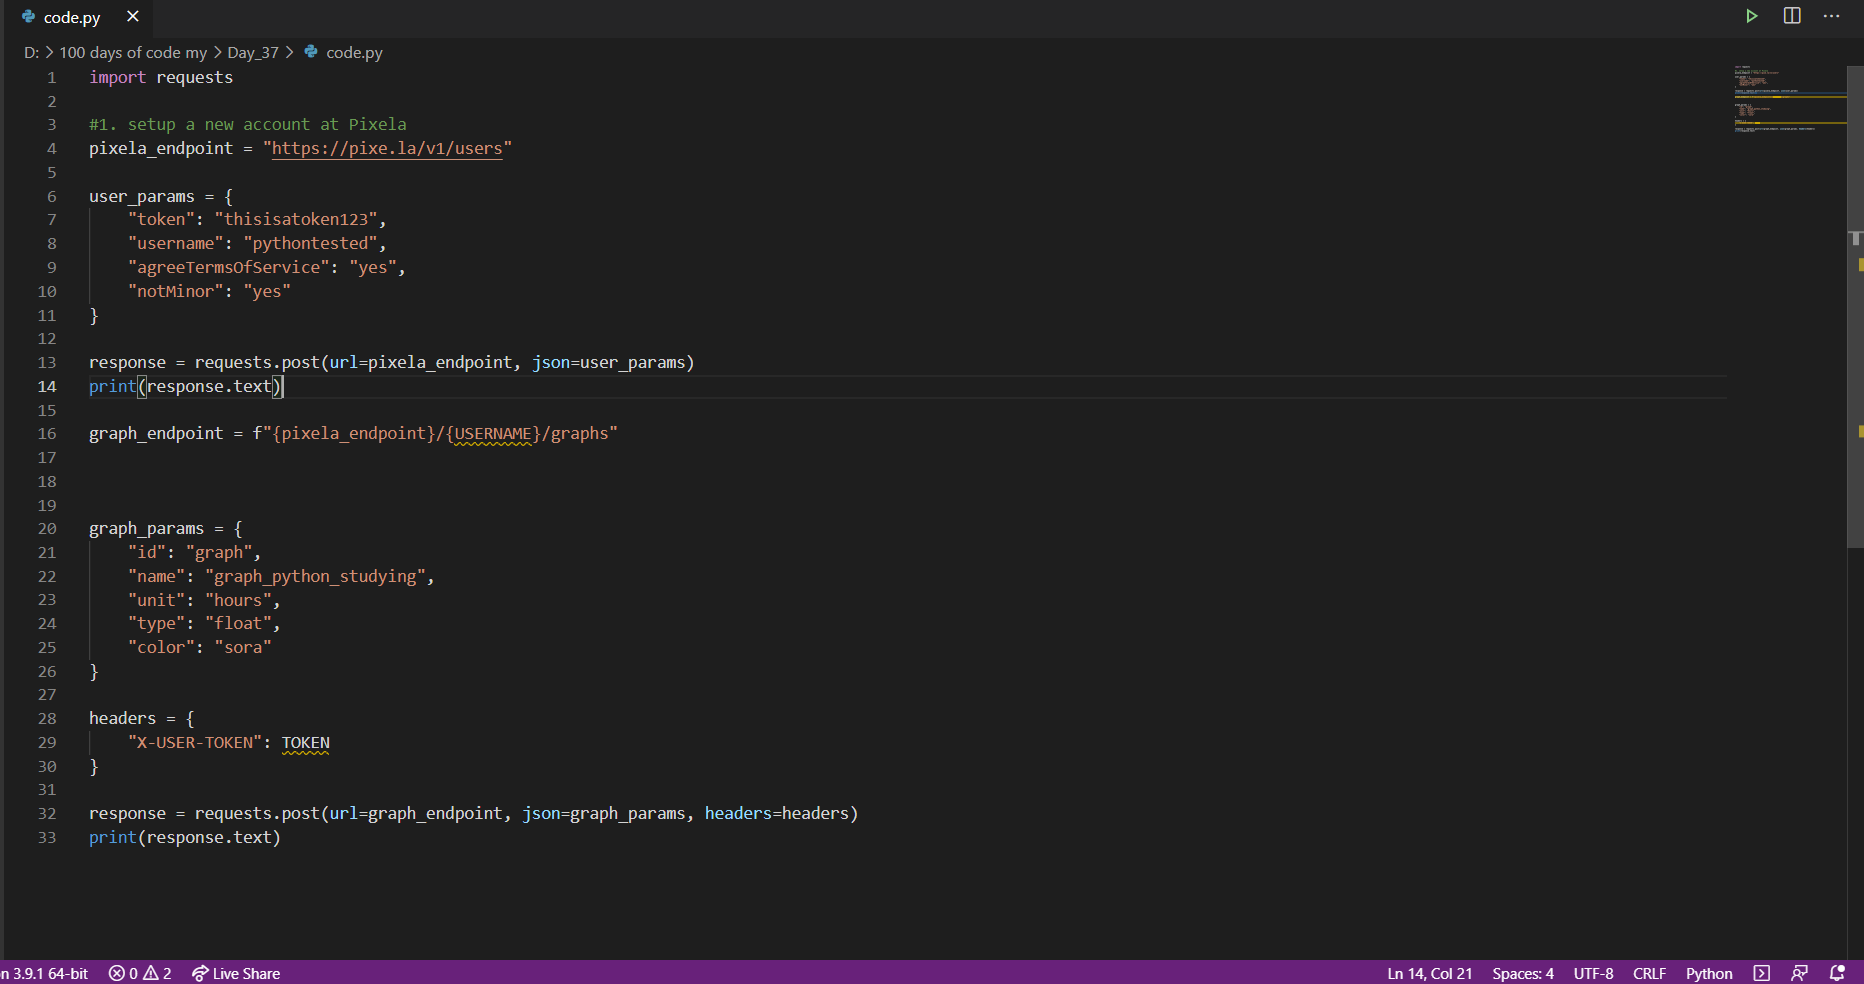 code.py
D: > 100 days of code my > Day_37 > code.py
1 import requests
2
3 #1. setup a new account at Pixela
4 pixela_endpoint = "https://pixe.la/v1/users"
5
6 user_params = {
7     "token": "thisisatoken123",
8     "username": "pythontested",
9     "agreeTermsOfService": "yes",
10     "notMinor": "yes"
11 }
12
13 response = requests.post(url=pixela_endpoint, json=user_params)
14 print(response.text)
15
16 graph_endpoint = f"{pixela_endpoint}/{USERNAME}/graphs"
17
18
19
20 graph_params = {
21     "id": "graph",
22     "name": "graph_python_studying",
23     "unit": "hours",
24     "type": "float",
25     "color": "sora"
26 }
27
28 headers = {
29     "X-USER-TOKEN": TOKEN
30 }
31
32 response = requests.post(url=graph_endpoint, json=graph_params, headers=headers)
33 print(response.text)
n 3.9.1 64-bit 0 2 Live Share Ln 14, Col 21 Spaces: 4 UTF-8 CRLF Python